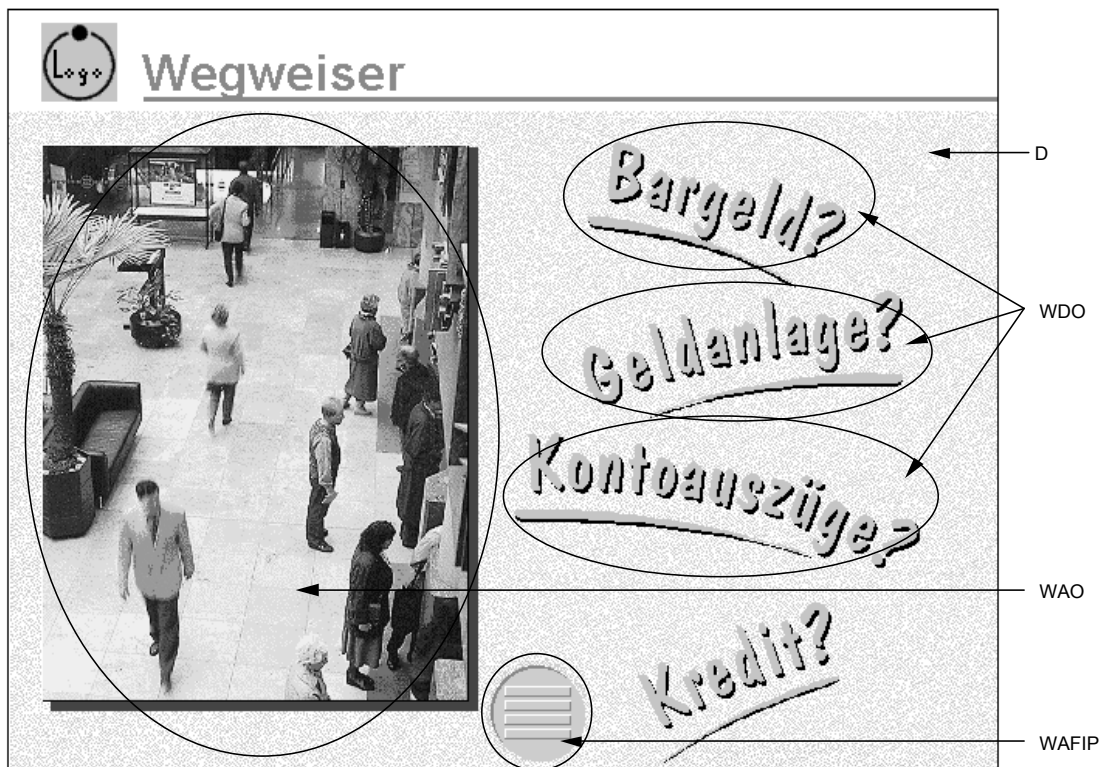 Logo
Wegweiser
Bargeld?
D
Geldanlage?
WDO
Kontoauszüge?
WAO
Kredit?
WAFIP